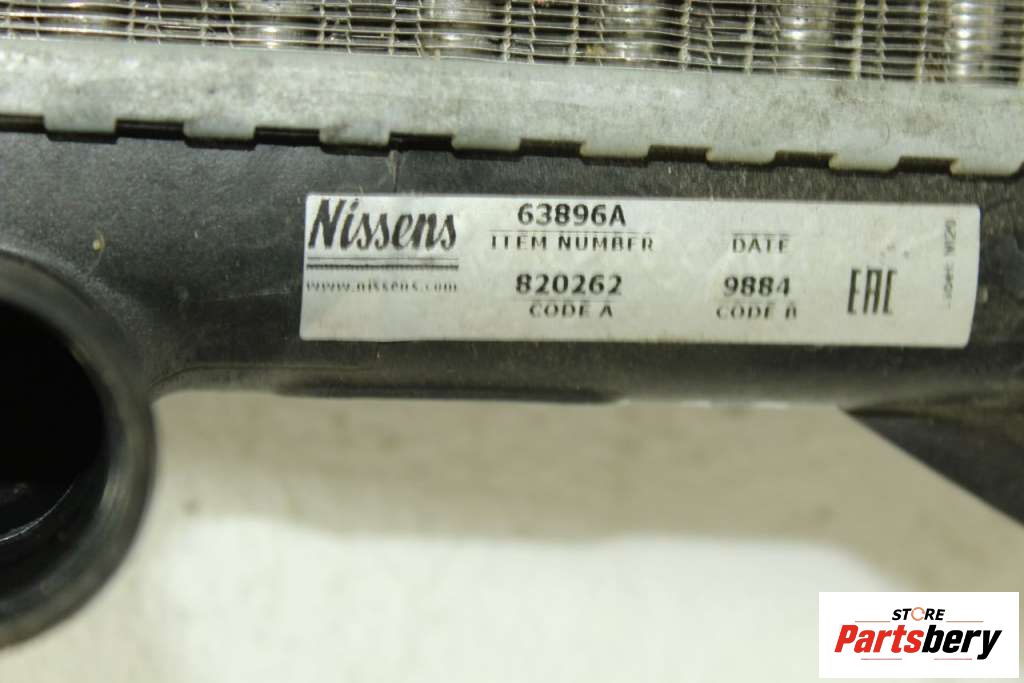 Nissens
www.nissens.com
63896A
ITEM NUMBER
DATE
820262
CODE A
9884
CODE B
EAC
STORE
Partsbery